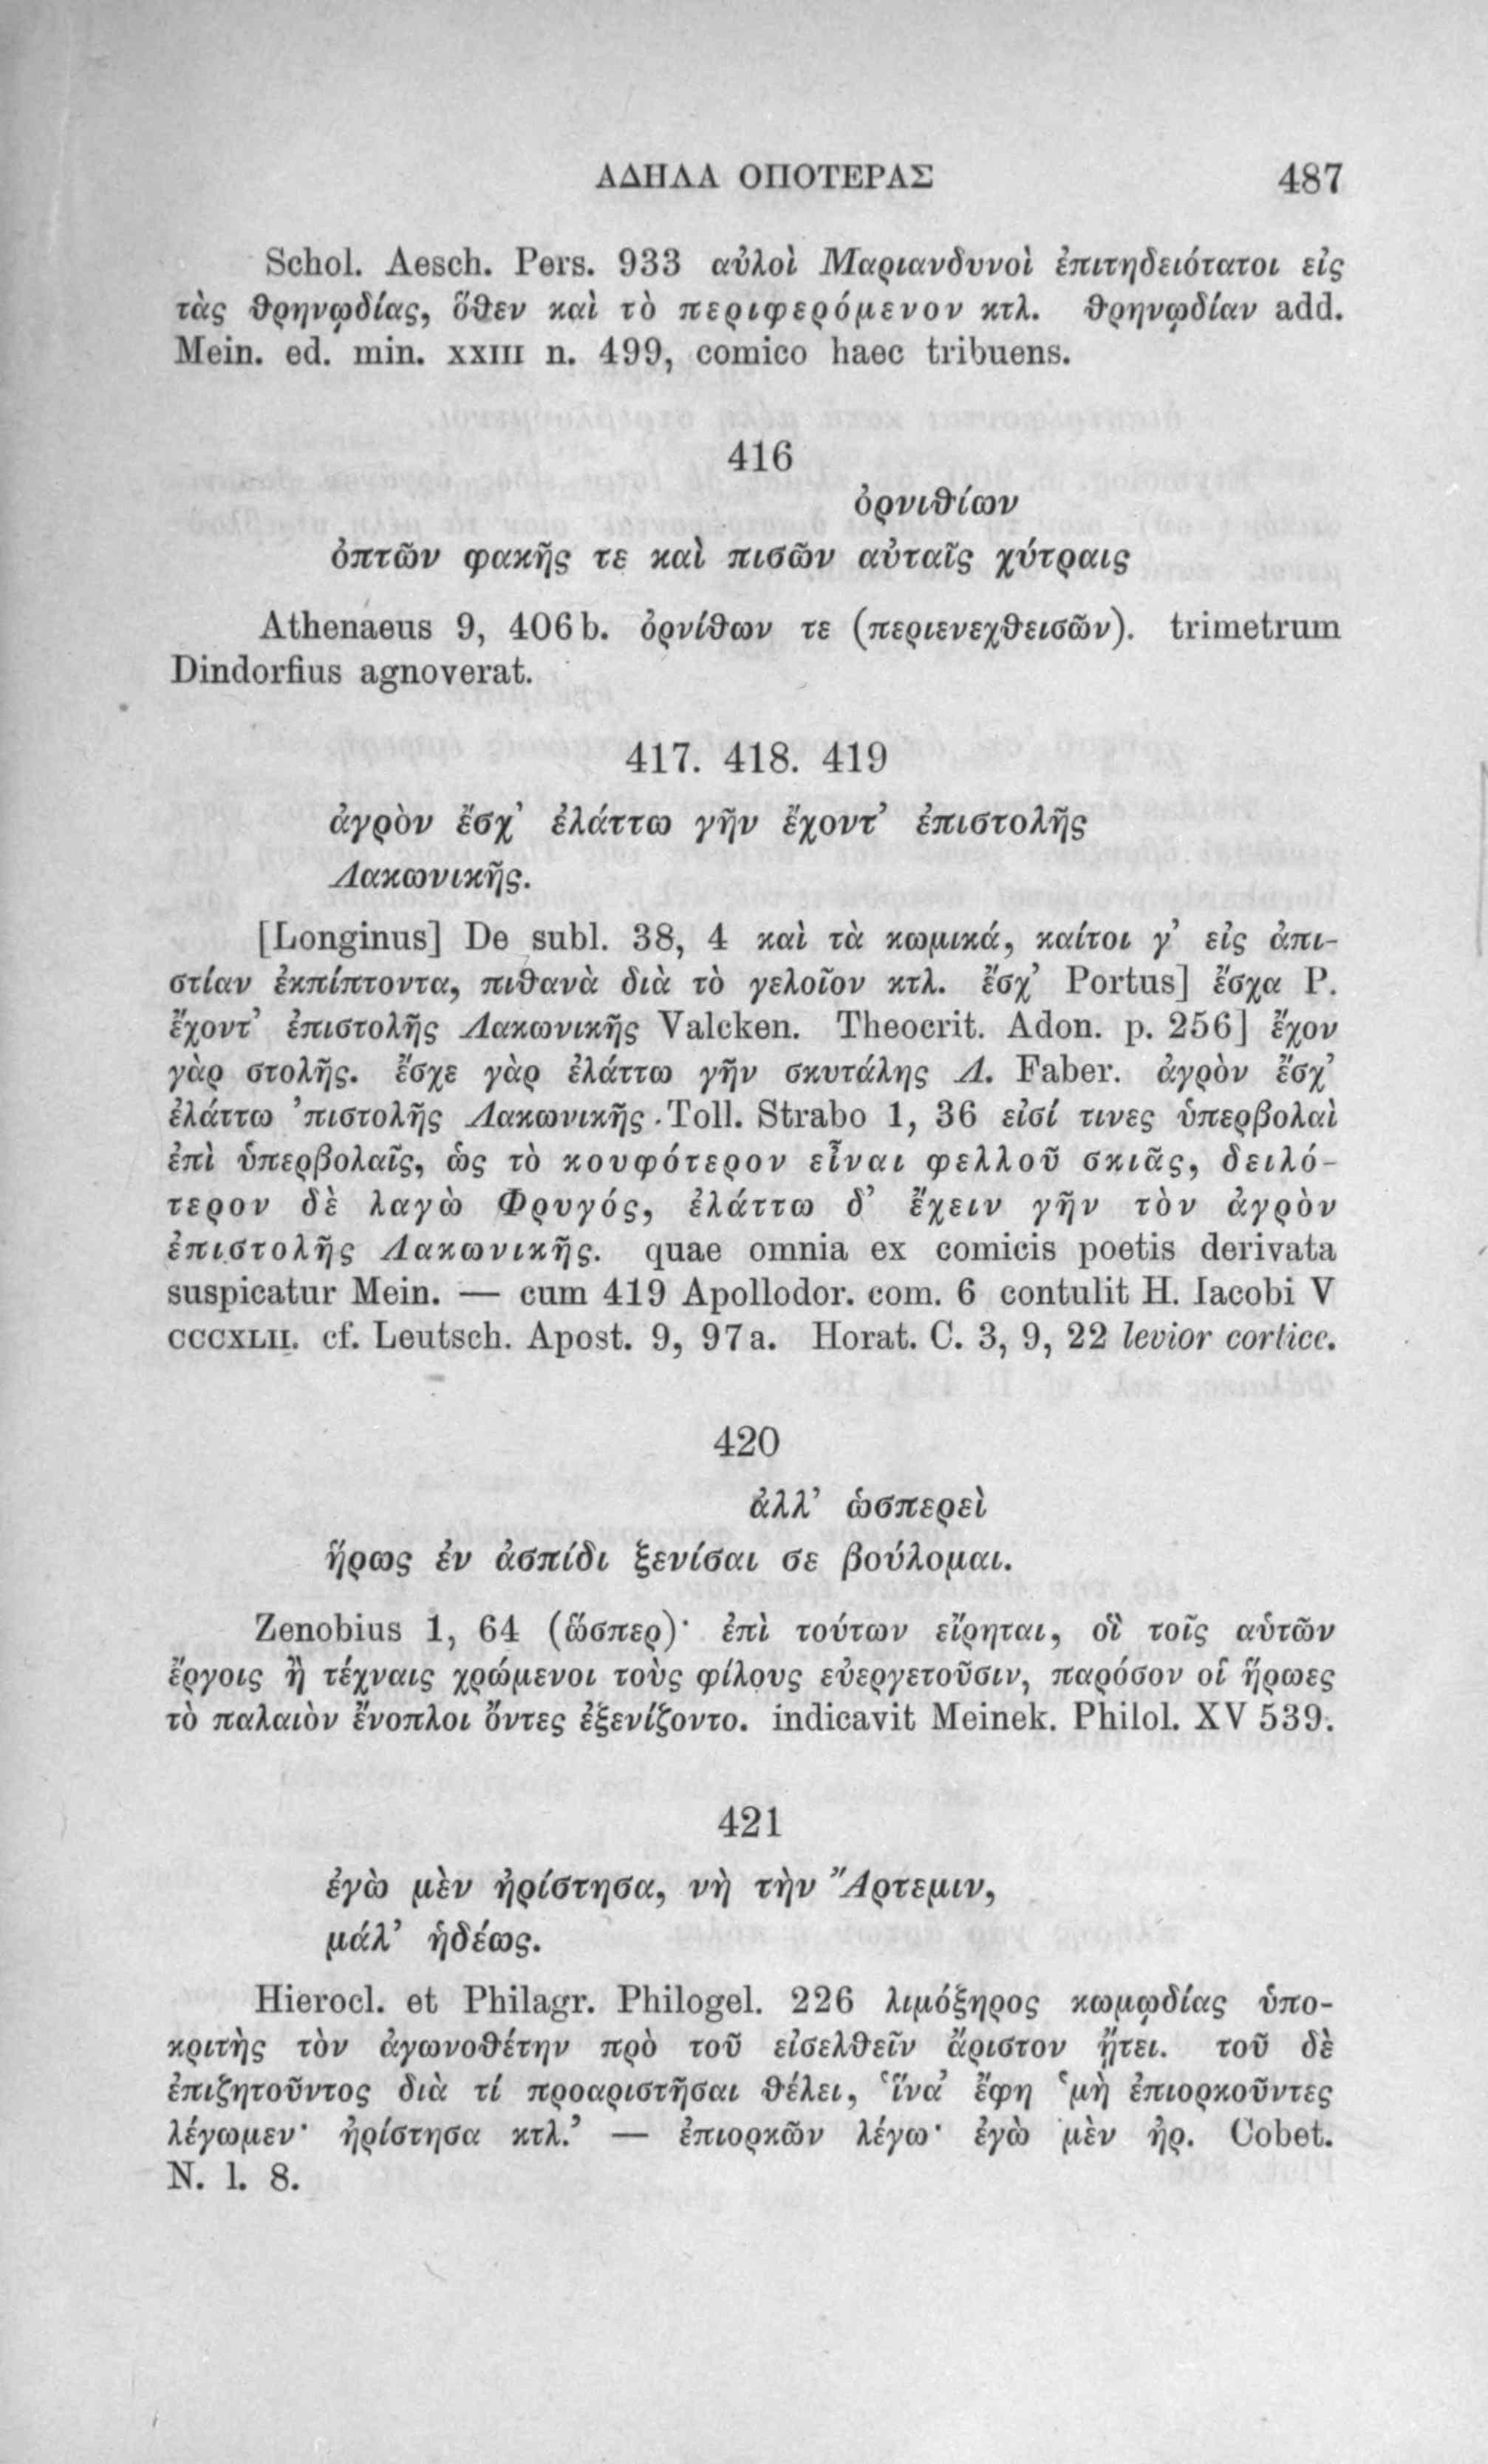 ΑΔΗΛΑ ΟΠΟΤΕΡΑΣ 487
Schol. Aesch. Pers. 933 αὐλοὶ Μαριανδυνοὶ ἐπιτηδειότατοι εἰς
τὰς θρηνῳδίας, ὅθεν καὶ τὸ περιφερόμενον κτλ. θρηνῳδίαν add.
Mein. ed. min. XXIII n. 499, comico haec tribuens.
416
ὀρνιθίων
ὀπτῶν φακῆς τε καὶ πισῶν αὐταῖς χύτραις
Athenaeus 9, 406 b. ὀρνίθων τε (περιενεχθεισῶν). trimetrum
Dindorfius agnoverat.
417. 418. 419
ἀγρὸν ἔσχ' ἐλάττω γῆν ἔχοντ' ἐπιστολῆς
Λακωνικῆς.
[Longinus] De subl. 38, 4 καὶ τὰ κωμικά, καίτοι γ' εἰς ἀπι-
στίαν ἐκπίπτοντα, πιθανὰ διὰ τὸ γελοῖον κτλ. ἔσχ' Portus] ἔσχα P.
ἔχοντ' ἐπιστολῆς Λακωνικῆς Valcken. Theocrit. Adon. p. 256] ἔχον
γὰρ στολῆς. ἔσχε γὰρ ἐλάττω γῆν σκυτάλης Λ. Faber. ἀγρὸν ἔσχ'
ἐλάττω 'πιστολῆς Λακωνικῆς Toll. Strabo 1, 36 εἰσί τινες ὑπερβολαὶ
ἐπὶ ὑπερβολαῖς, ὡς τὸ κουφότερον εἶναι φελλοῦ σκιᾶς, δειλό-
τερον δὲ λαγὼ Φρυγός, ἐλάττω δ' ἔχειν γῆν τὸν ἀγρὸν
ἐπιστολῆς Λακωνικῆς. quae omnia ex comicis poetis derivata
suspicatur Mein. — cum 419 Apollodor. com. 6 contulit H. Iacobi V
CCCXLII. cf. Leutsch. Apost. 9, 97 a. Horat. C. 3, 9, 22 levior cortice.
420
ἀλλ' ὡσπερεὶ
ἥρως ἐν ἀσπίδι ξενίσαι σε βούλομαι.
Zenobius 1, 64 (ὥσπερ)· ἐπὶ τούτων εἴρηται, οἳ τοῖς αὑτῶν
ἔργοις ἢ τέχναις χρώμενοι τοὺς φίλους εὐεργετοῦσιν, παρόσον οἱ ἥρωες
τὸ παλαιὸν ἔνοπλοι ὄντες ἐξενίζοντο. indicavit Meinek. Philol. XV 539.
421
ἐγὼ μὲν ἠρίστησα, νὴ τὴν Ἄρτεμιν,
μάλ' ἡδέως.
Hierocl. et Philagr. Philogel. 226 λιμόξηρος κωμῳδίας ὑπο-
κριτὴς τὸν ἀγωνοθέτην πρὸ τοῦ εἰσελθεῖν ἄριστον ᾔτει. τοῦ δὲ
ἐπιζητοῦντος διὰ τί προαριστῆσαι θέλει, 'ἵνα' ἔφη 'μὴ ἐπιορκοῦντες
λέγωμεν· ἠρίστησα κτλ.' — ἐπιορκῶν λέγω· ἐγὼ μὲν ἠρ. Cobet.
N. l. 8.